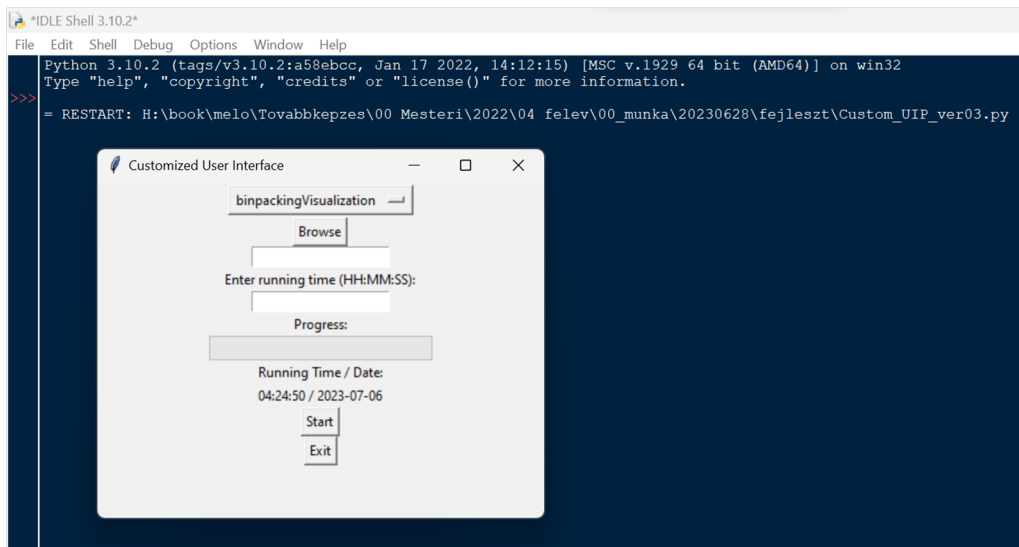 *IDLE Shell 3.10.2*
File Edit Shell Debug Options Window Help
Python 3.10.2 (tags/v3.10.2:a58ebcc, Jan 17 2022, 14:12:15) [MSC v.1929 64 bit (AMD64)] on win32
Type "help", "copyright", "credits" or "license()" for more information.
>>>
= RESTART: H:\book\melo\Tovabbkepzes\00 Mesteri\2022\04 felev\00_munka\20230628\fejleszt\Custom_UIP_ver03.py
Customized User Interface
binpackingVisualization
Browse
Enter running time (HH:MM:SS):
Progress:
Running Time / Date:
04:24:50 / 2023-07-06
Start
Exit